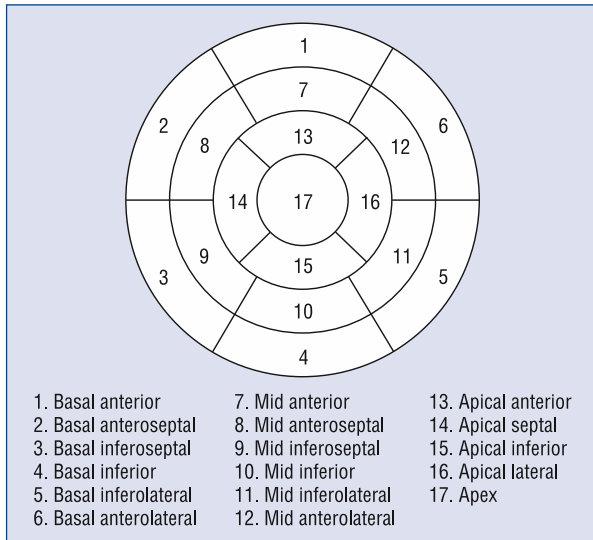 1
7
2
6
8
13
12
14
17
16
9
15
11
3
5
10
4
1. Basal anterior
2. Basal anteroseptal
3. Basal inferoseptal
4. Basal inferior
5. Basal inferolateral
6. Basal anterolateral
7. Mid anterior
8. Mid anteroseptal
9. Mid inferoseptal
10. Mid inferior
11. Mid inferolateral
12. Mid anterolateral
13. Apical anterior
14. Apical septal
15. Apical inferior
16. Apical lateral
17. Apex